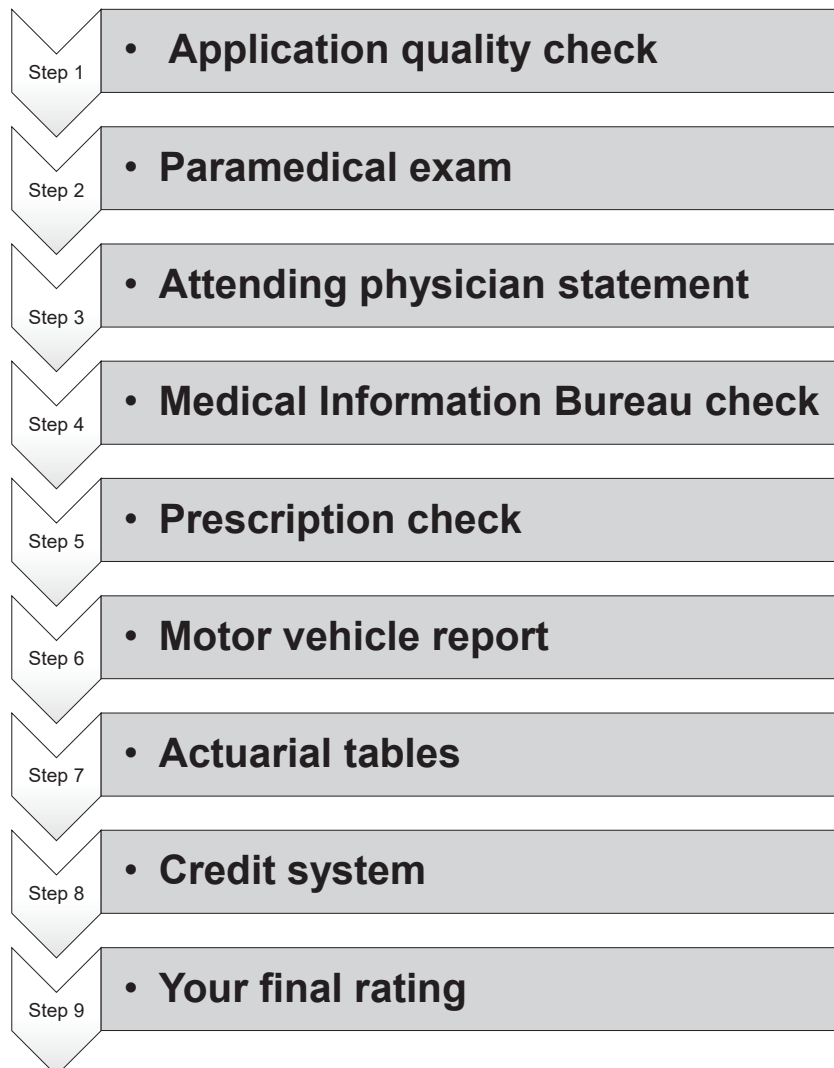 Step 1
• Application quality check
Step 2
• Paramedical exam
Step 3
• Attending physician statement
Step 4
• Medical Information Bureau check
Step 5
• Prescription check
Step 6
• Motor vehicle report
Step 7
• Actuarial tables
Step 8
• Credit system
Step 9
• Your final rating